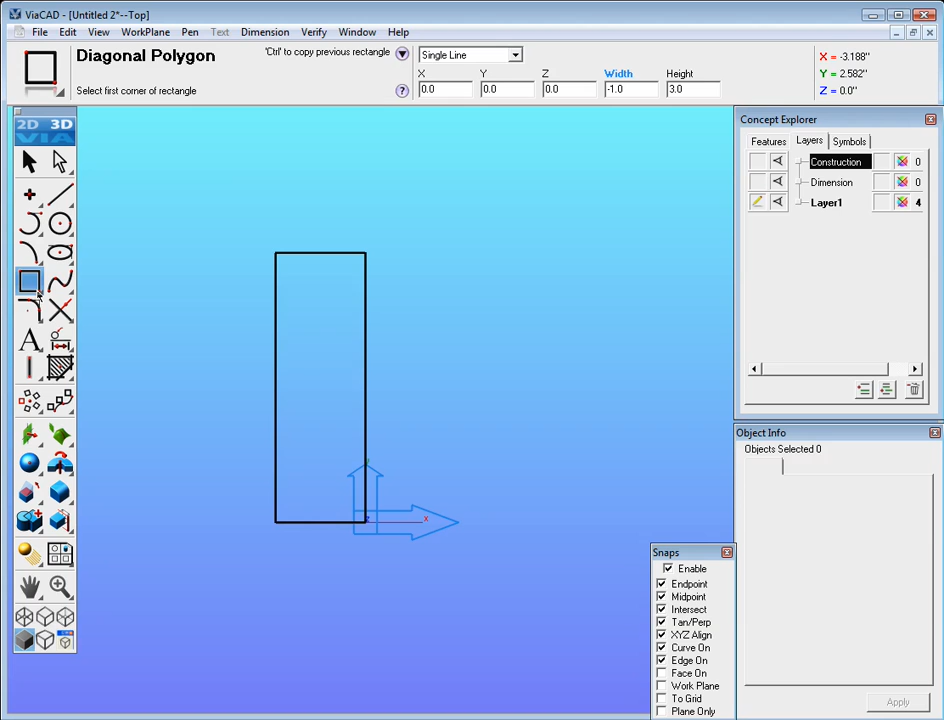 ViaCAD - [Untitled 2*--Top]
File Edit View WorkPlane Pen Text Dimension Verify Window Help
Diagonal Polygon
'Ctrl' to copy previous rectangle
Select first corner of rectangle
Single Line
X Y Z Width Height
0.0 0.0 0.0 -1.0 3.0
X = -3.188"
Y = 2.582"
Z = 0.0"
2D 3D
VIA
A
x
Concept Explorer
Features Layers Symbols
Construction 0
Dimension 0
Layer1 4
Object Info
Objects Selected 0
Apply
Snaps
Enable
Endpoint
Midpoint
Intersect
Tan/Perp
XYZ Align
Curve On
Edge On
Face On
Work Plane
To Grid
Plane Only